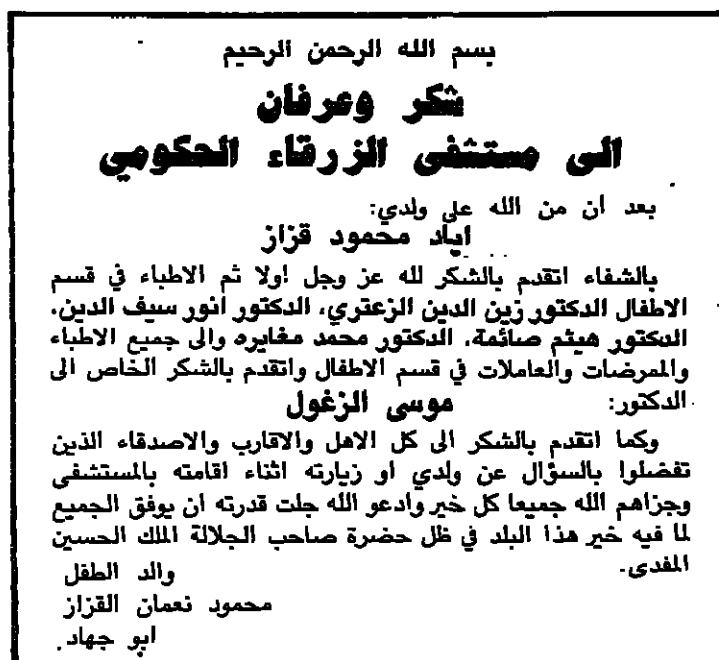 بسم الله الرحمن الرحيم
شكر وعرفان
الى مستشفى الزرقاء الحكومي
بعد ان من الله على ولدي:
اياد محمود قزاز
بالشفاء اتقدم بالشكر لله عز وجل اولا ثم الاطباء في قسم
الاطفال الدكتور زين الدين الزعتري، الدكتور انور سيف الدين،
الدكتور هيثم صائمة، الدكتور محمد مغايره والى جميع الاطباء
والممرضات والعاملات في قسم الاطفال واتقدم بالشكر الخاص الى
الدكتور: موسى الزغول
وكما اتقدم بالشكر الى كل الاهل والاقارب والاصدقاء الذين
تفضلوا بالسؤال عن ولدي او زيارته اثناء اقامته بالمستشفى
وجزاهم الله جميعا كل خير وادعو الله جلت قدرته ان يوفق الجميع
لما فيه خير هذا البلد في ظل حضرة صاحب الجلالة الملك الحسين
المفدى.
والد الطفل
محمود نعمان القزاز
ابو جهاد